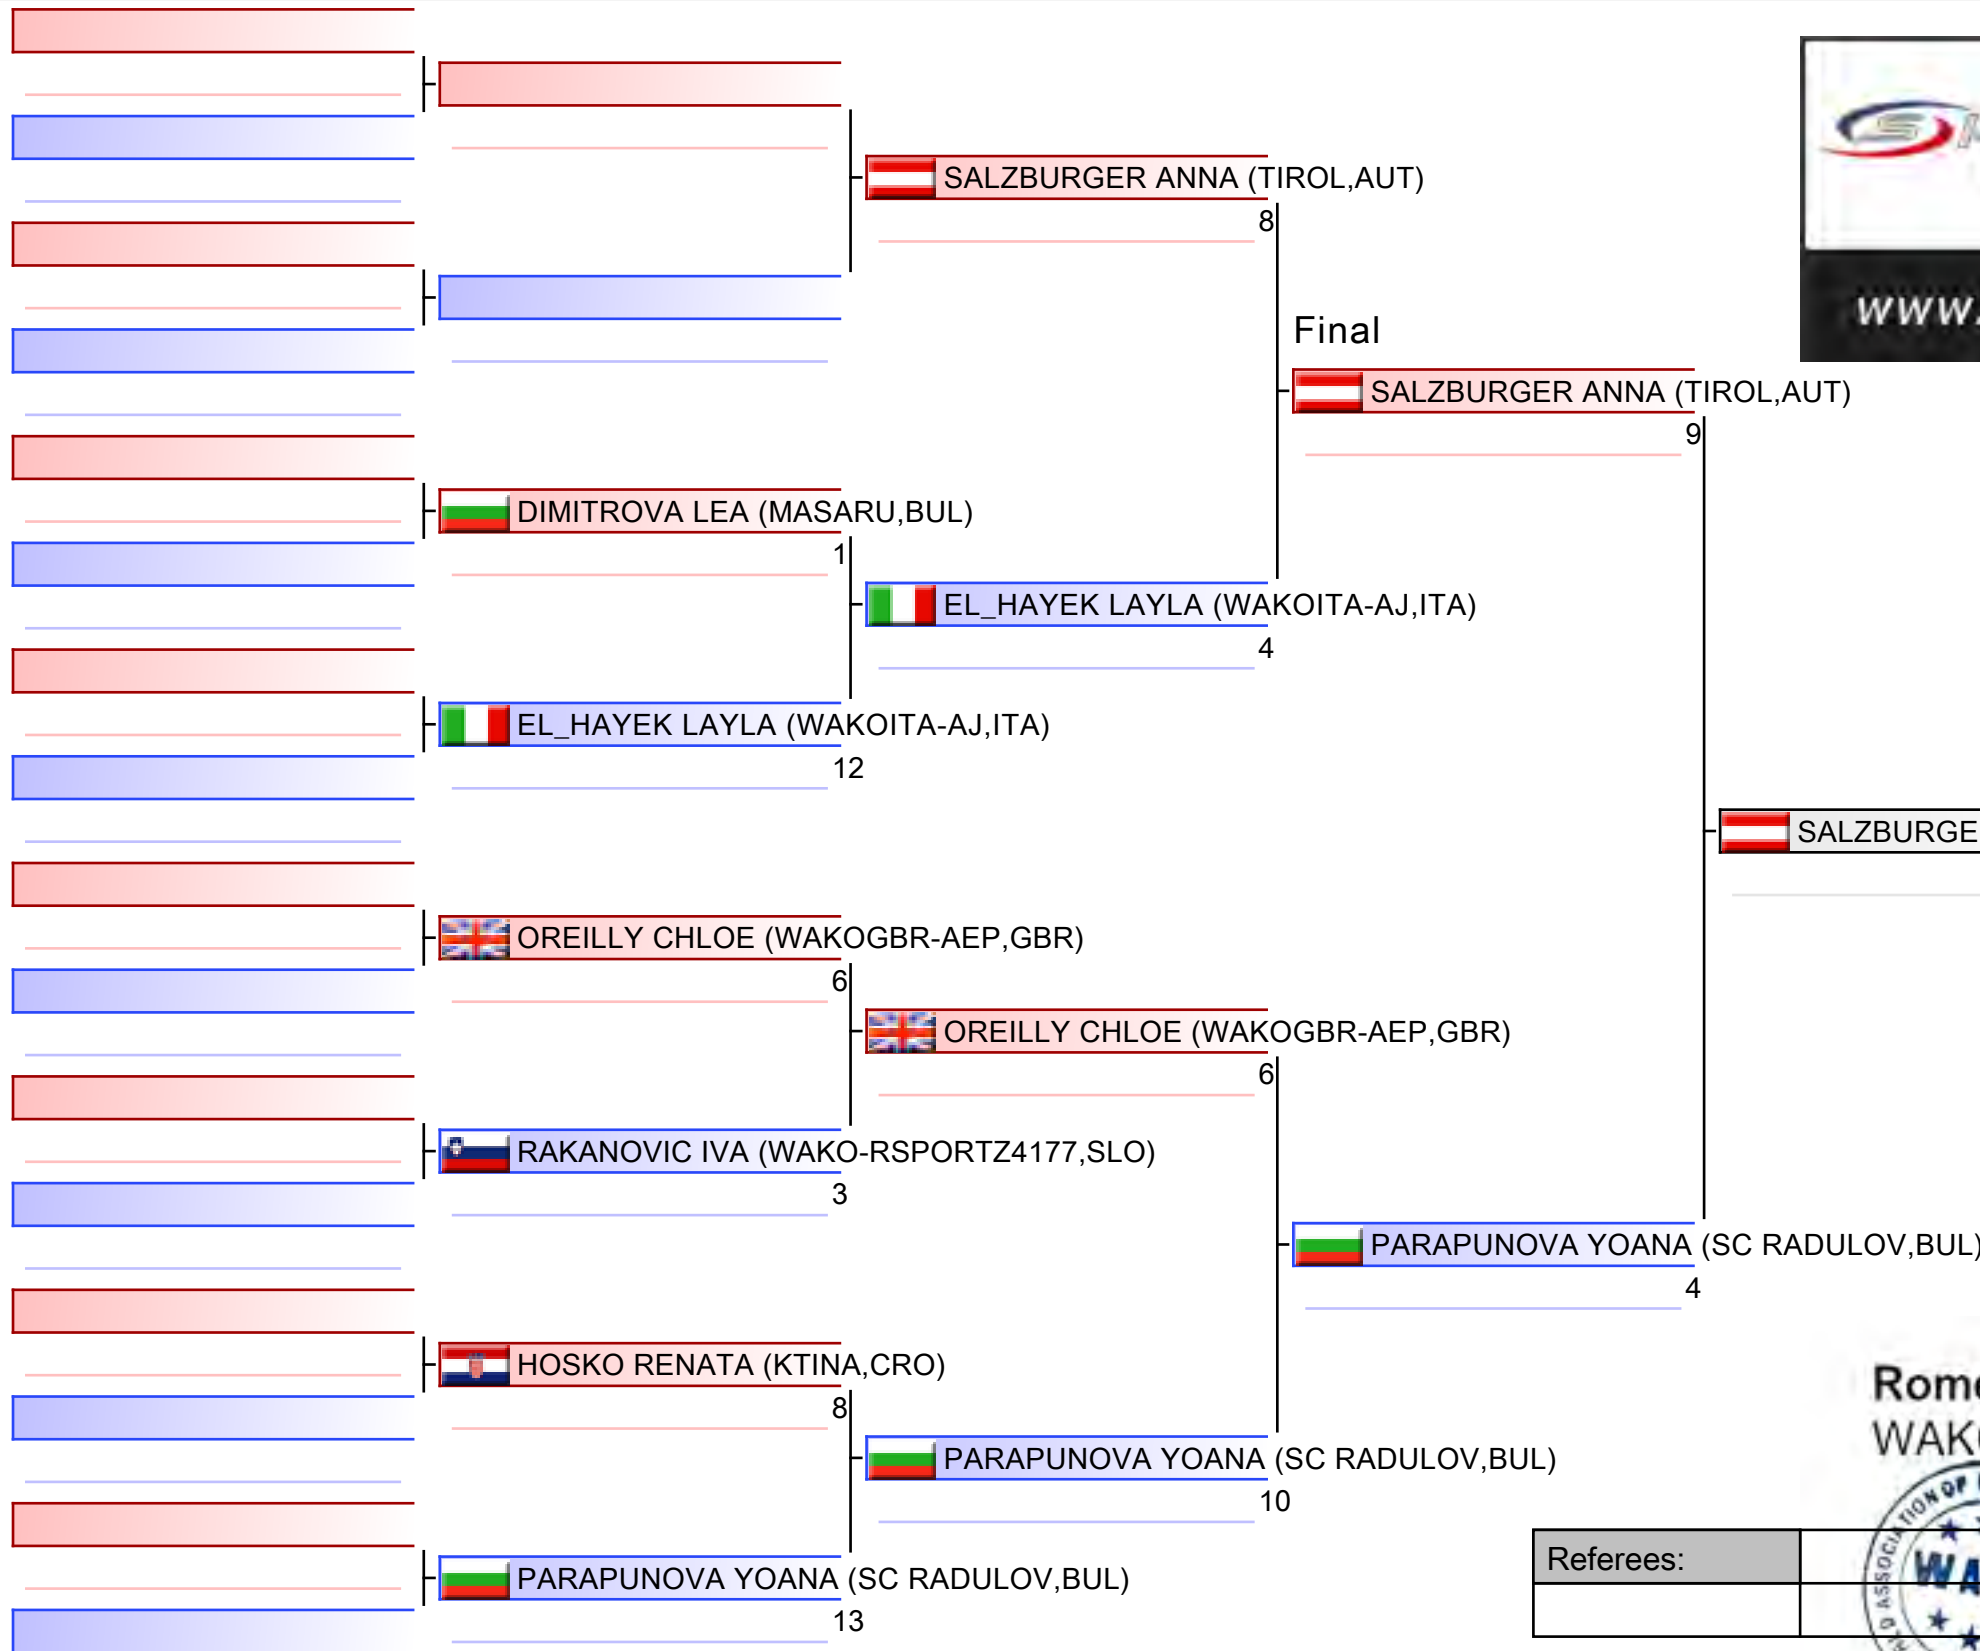 SALZBURGER ANNA (TIROL,AUT)
8
www.
Final
SALZBURGER ANNA (TIROL,AUT)
9
DIMITROVA LEA (MASARU,BUL)
1
EL_HAYEK LAYLA (WAKOITA-AJ,ITA)
4
EL_HAYEK LAYLA (WAKOITA-AJ,ITA)
12
SALZBURGE
OREILLY CHLOE (WAKOGBR-AEP,GBR)
6
OREILLY CHLOE (WAKOGBR-AEP,GBR)
6
RAKANOVIC IVA (WAKO-RSPORTZ4177,SLO)
3
PARAPUNOVA YOANA (SC RADULOV,BUL)
4
HOSKO RENATA (KTINA,CRO)
8
Rom
WAK
PARAPUNOVA YOANA (SC RADULOV,BUL)
10
Referees:
PARAPUNOVA YOANA (SC RADULOV,BUL)
13